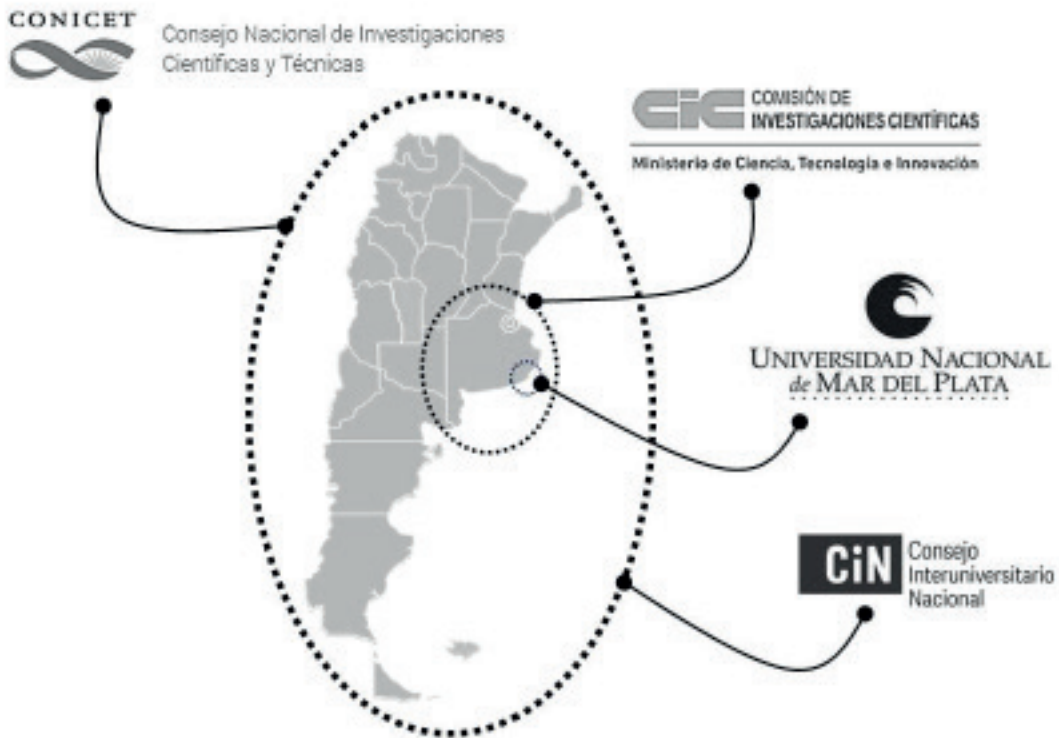 CONICET
Consejo Nacional de Investigaciones
Científicas y Técnicas
CiC
COMISIÓN DE
INVESTIGACIONES CIENTÍFICAS
Ministerio de Ciencia, Tecnología e Innovación
UNIVERSIDAD NACIONAL
de MAR DEL PLATA
CiN
Consejo
Interuniversitario
Nacional